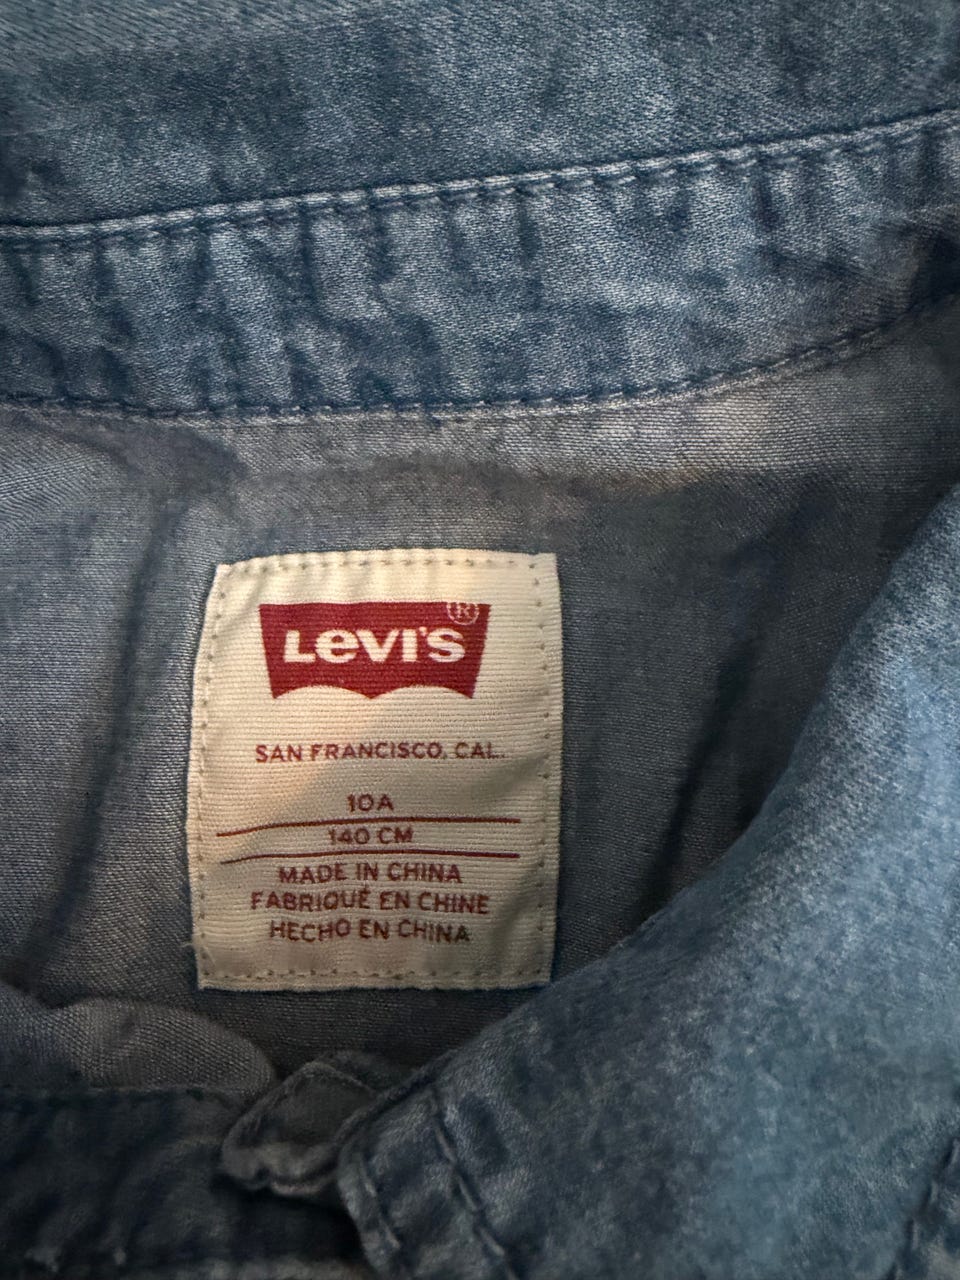 Levi's®
SAN FRANCISCO, CAL.
10A
140 CM
MADE IN CHINA
FABRIQUÉ EN CHINE
HECHO EN CHINA